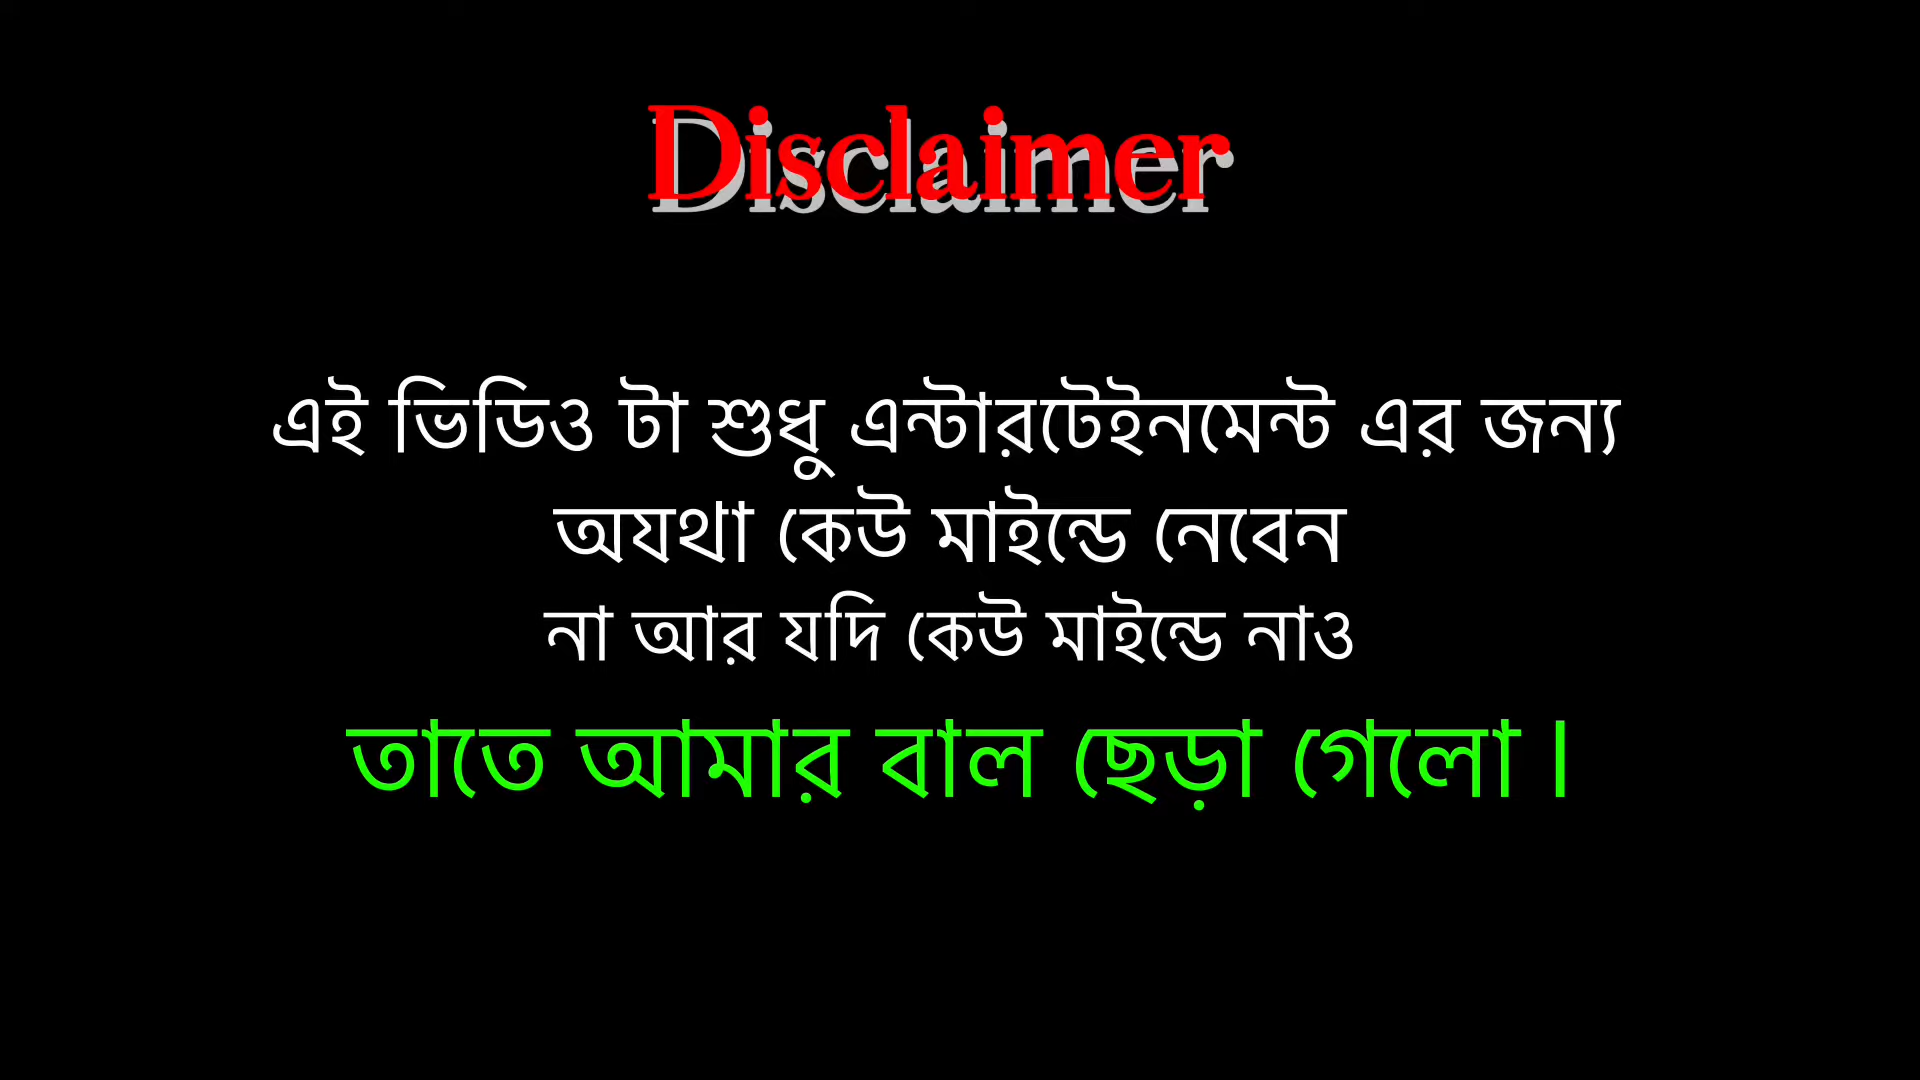 Disclaimer
এই ভিডিও টা শুধু এন্টারটেইনমেন্ট এর জন্য
অযথা কেউ মাইন্ডে নেবেন
না আর যদি কেউ মাইন্ডে নাও
তাতে আমার বাল ছেড়া গেলো।